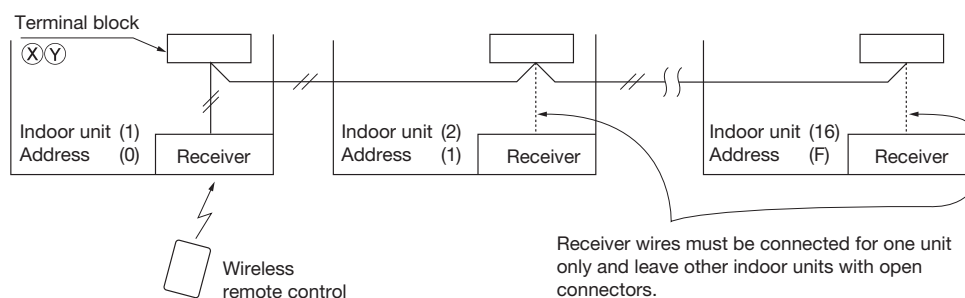 Terminal block
Ⓧ Ⓨ
Indoor unit (1)
Address (0)
Receiver
Indoor unit (2)
Address (1)
Receiver
Indoor unit (16)
Address (F)
Receiver
Wireless
remote control
Receiver wires must be connected for one unit
only and leave other indoor units with open
connectors.